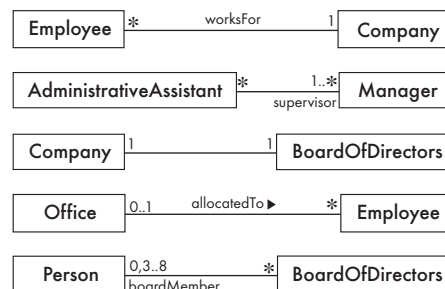 Employee * worksFor 1 Company
AdministrativeAssistant * 1..* supervisor Manager
Company 1 1 BoardOfDirectors
Office 0..1 allocatedTo ▶ * Employee
Person 0,3..8 boardMember * BoardOfDirectors